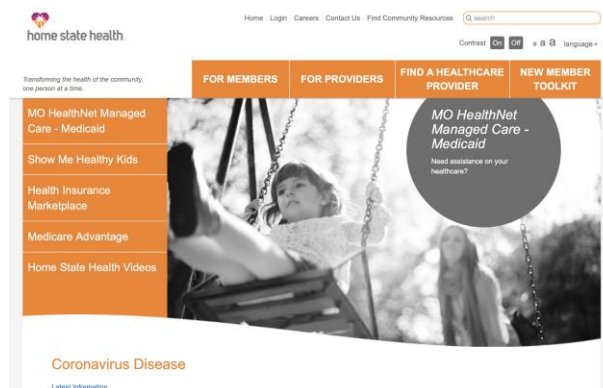 Home Login Careers Contact Us Find Community Resources search
home state health.
Contrast On Off a a a language
Transforming the health of the community,
one person at a time.
FOR MEMBERS FOR PROVIDERS FIND A HEALTHCARE
PROVIDER
NEW MEMBER
TOOLKIT
MO HealthNet Managed
Care - Medicaid
Show Me Healthy Kids
Health Insurance
Marketplace
Medicare Advantage
Home State Health Videos
MO HealthNet
Managed Care -
Medicaid
Need assistance on your
healthcare?
Coronavirus Disease
Latest Information